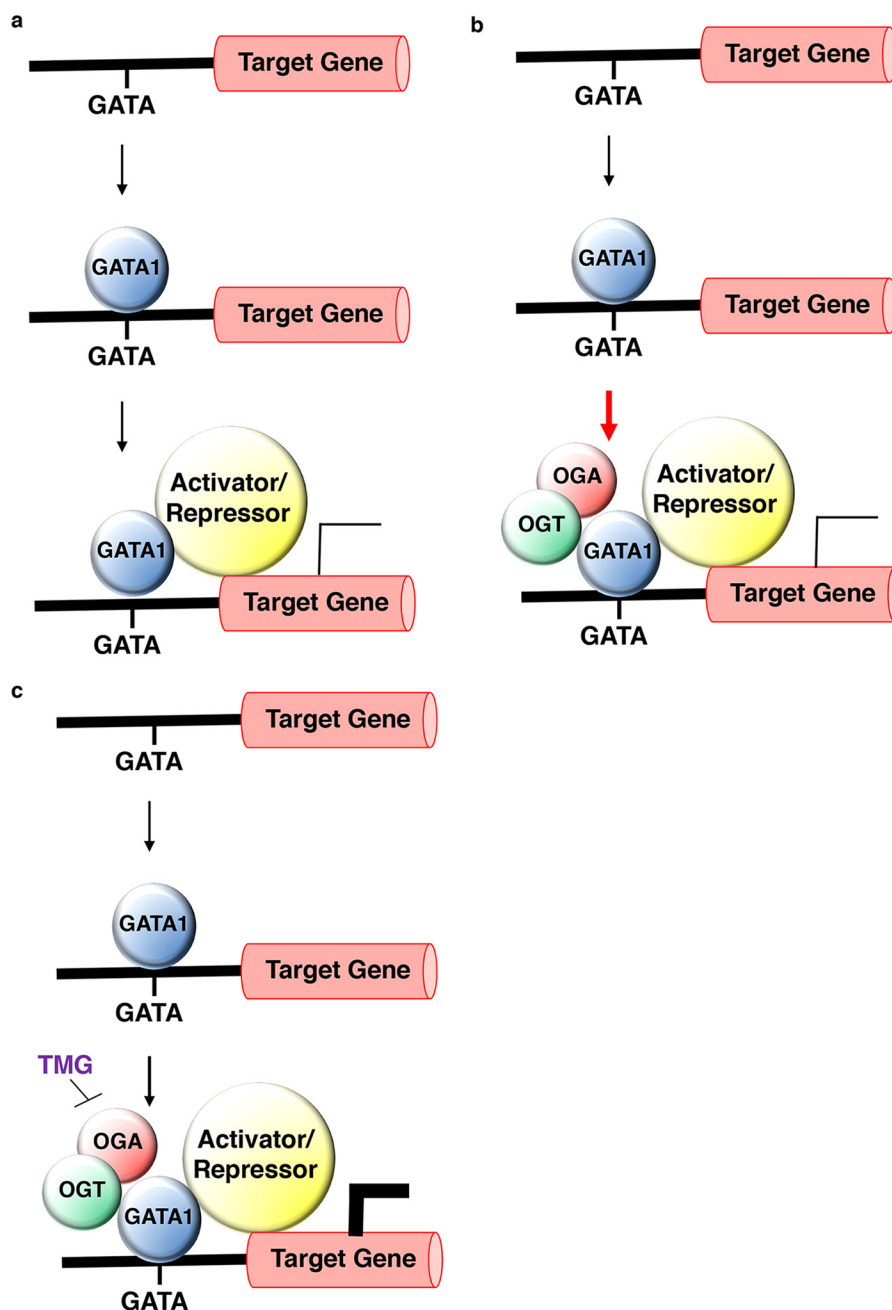 a
Target Gene
GATA
GATA1
Target Gene
GATA
Activator/
Repressor
GATA1
Target Gene
GATA
b
Target Gene
GATA
GATA1
Target Gene
GATA
OGA
Activator/
Repressor
OGT
GATA1
Target Gene
GATA
c
Target Gene
GATA
GATA1
Target Gene
GATA
TMG
OGA
Activator/
Repressor
OGT
GATA1
Target Gene
GATA